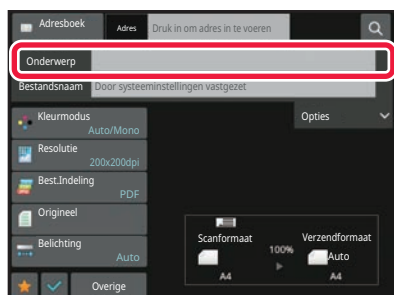 Adresboek Adres Druk in om adres in te voeren
Onderwerp
Bestandsnaam Door systeeminstellingen vastgezet
Kleurmodus
Auto/Mono
Opties
Resolutie
200x200dpi
Best.Indeling
PDF
Origineel
Belichting
Auto
Scanformaat 100% Verzendformaat
Auto
A4 A4
Overige